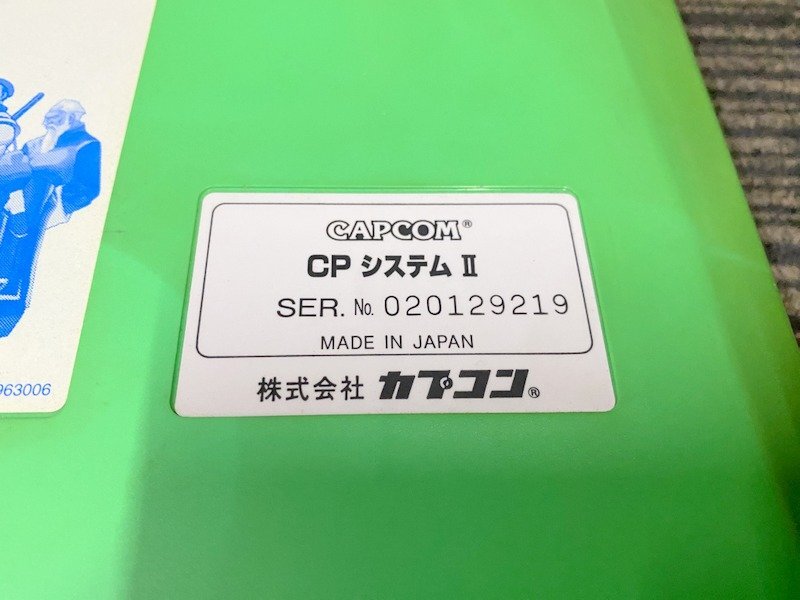 CAPCOM®
CP システム II
SER. No. 020129219
MADE IN JAPAN
株式会社 カプコン®
963006